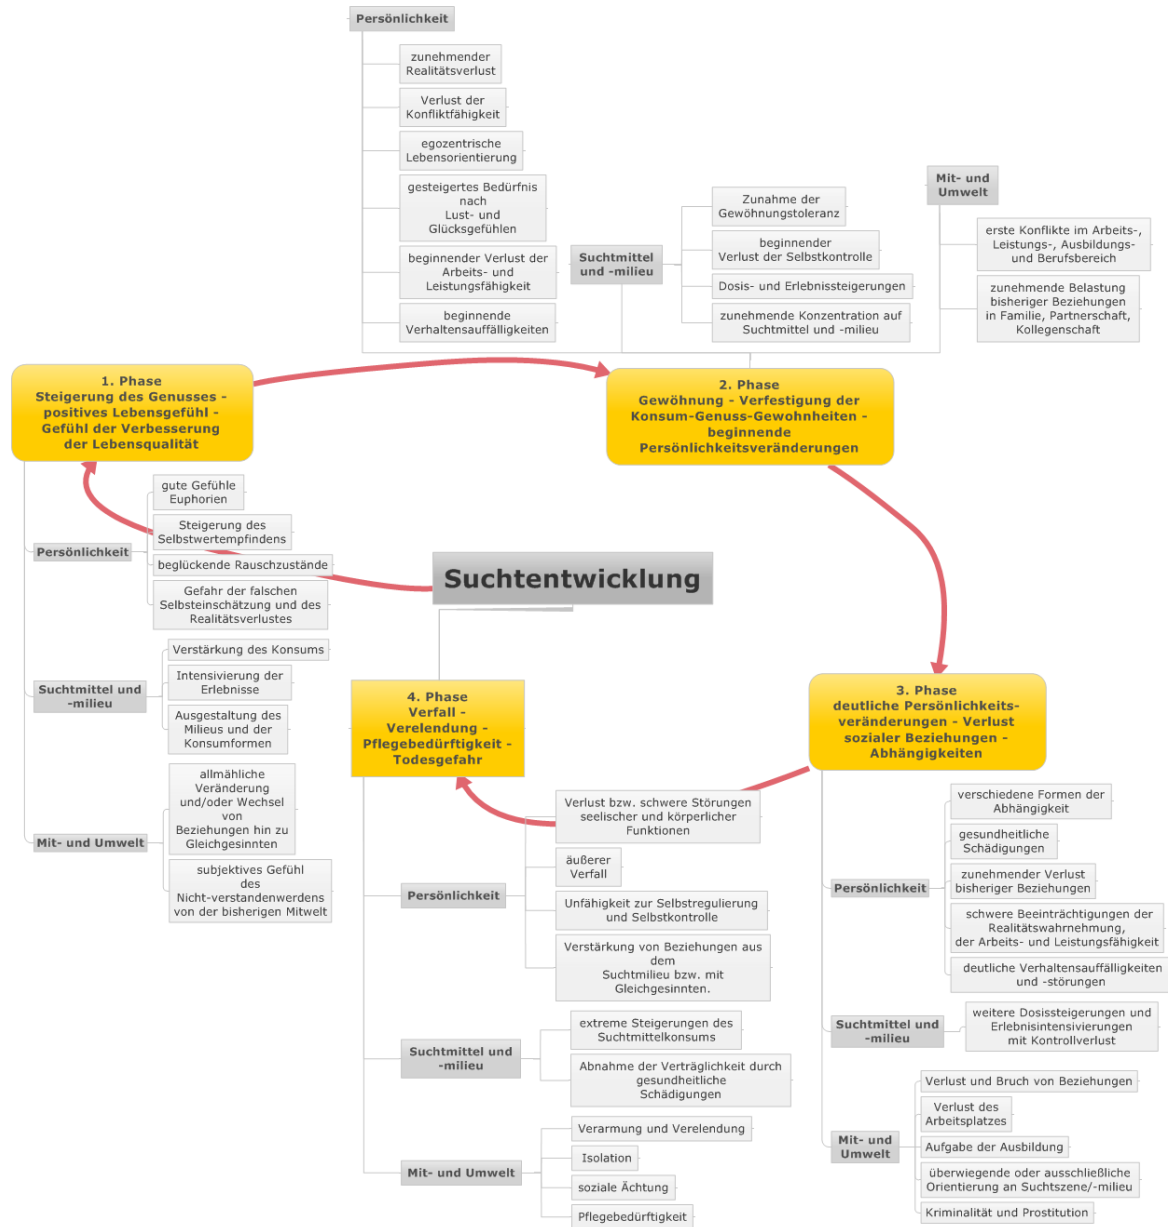 Suchtentwicklung
1. Phase
Steigerung des Genusses -
positives Lebensgefühl -
Gefühl der Verbesserung
der Lebensqualität
Persönlichkeit
gute Gefühle
Euphorien
Steigerung des
Selbstwertempfindens
beglückende Rauschzustände
Gefahr der falschen
Selbsteinschätzung und des
Realitätsverlustes
Suchtmittel und
-milieu
Verstärkung des Konsums
Intensivierung der
Erlebnisse
Ausgestaltung des
Milieus und der
Konsumformen
Mit- und Umwelt
allmähliche
Veränderung
und/oder Wechsel
von
Beziehungen hin zu
Gleichgesinnten
subjektives Gefühl
des
Nicht-verstandenwerdens
von der bisherigen Mitwelt
2. Phase
Gewöhnung - Verfestigung der
Konsum-Genuss-Gewohnheiten -
beginnende
Persönlichkeitsveränderungen
Persönlichkeit
zunehmender
Realitätsverlust
Verlust der
Konfliktfähigkeit
egozentrische
Lebensorientierung
gesteigertes Bedürfnis
nach
Lust- und
Glücksgefühlen
beginnender Verlust der
Arbeits- und
Leistungsfähigkeit
beginnende
Verhaltensauffälligkeiten
Suchtmittel
und -milieu
Zunahme der
Gewöhnungstoleranz
beginnender
Verlust der Selbstkontrolle
Dosis- und Erlebnissteigerungen
zunehmende Konzentration auf
Suchtmittel und -milieu
Mit- und
Umwelt
erste Konflikte im Arbeits-,
Leistungs-, Ausbildungs-
und Berufsbereich
zunehmende Belastung
bisheriger Beziehungen
in Familie, Partnerschaft,
Kollegenschaft
3. Phase
deutliche Persönlichkeits-
veränderungen - Verlust
sozialer Beziehungen -
Abhängigkeiten
Persönlichkeit
verschiedene Formen der
Abhängigkeit
gesundheitliche
Schädigungen
zunehmender Verlust
bisheriger Beziehungen
schwere Beeinträchtigungen der
Realitätswahrnehmung,
der Arbeits- und Leistungsfähigkeit
deutliche Verhaltensauffälligkeiten
und -störungen
Suchtmittel und
-milieu
weitere Dosissteigerungen und
Erlebnisintensivierungen
mit Kontrollverlust
Mit- und
Umwelt
Verlust und Bruch von Beziehungen
Verlust des
Arbeitsplatzes
Aufgabe der Ausbildung
überwiegende oder ausschließliche
Orientierung an Suchtszene/-milieu
Kriminalität und Prostitution
4. Phase
Verfall -
Verelendung -
Pflegebedürftigkeit -
Todesgefahr
Persönlichkeit
Verlust bzw. schwere Störungen
seelischer und körperlicher
Funktionen
äußerer
Verfall
Unfähigkeit zur Selbstregulierung
und Selbstkontrolle
Verstärkung von Beziehungen aus
dem
Suchtmilieu bzw. mit
Gleichgesinnten.
Suchtmittel und
-milieu
extreme Steigerungen des
Suchtmittelkonsums
Abnahme der Verträglichkeit durch
gesundheitliche
Schädigungen
Mit- und Umwelt
Verarmung und Verelendung
Isolation
soziale Ächtung
Pflegebedürftigkeit